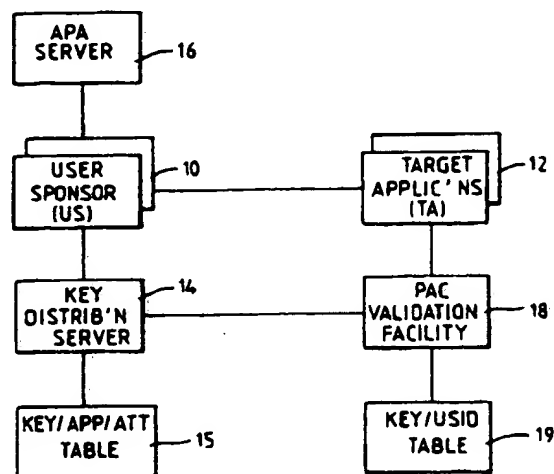 APA
SERVER
16
USER
SPONSOR
(US)
10
TARGET
APPLIC'NS
(TA)
12
KEY
DISTRIB'N
SERVER
14
PAC
VALIDATION
FACILITY
18
KEY/APP/ATT
TABLE
15
KEY/USID
TABLE
19